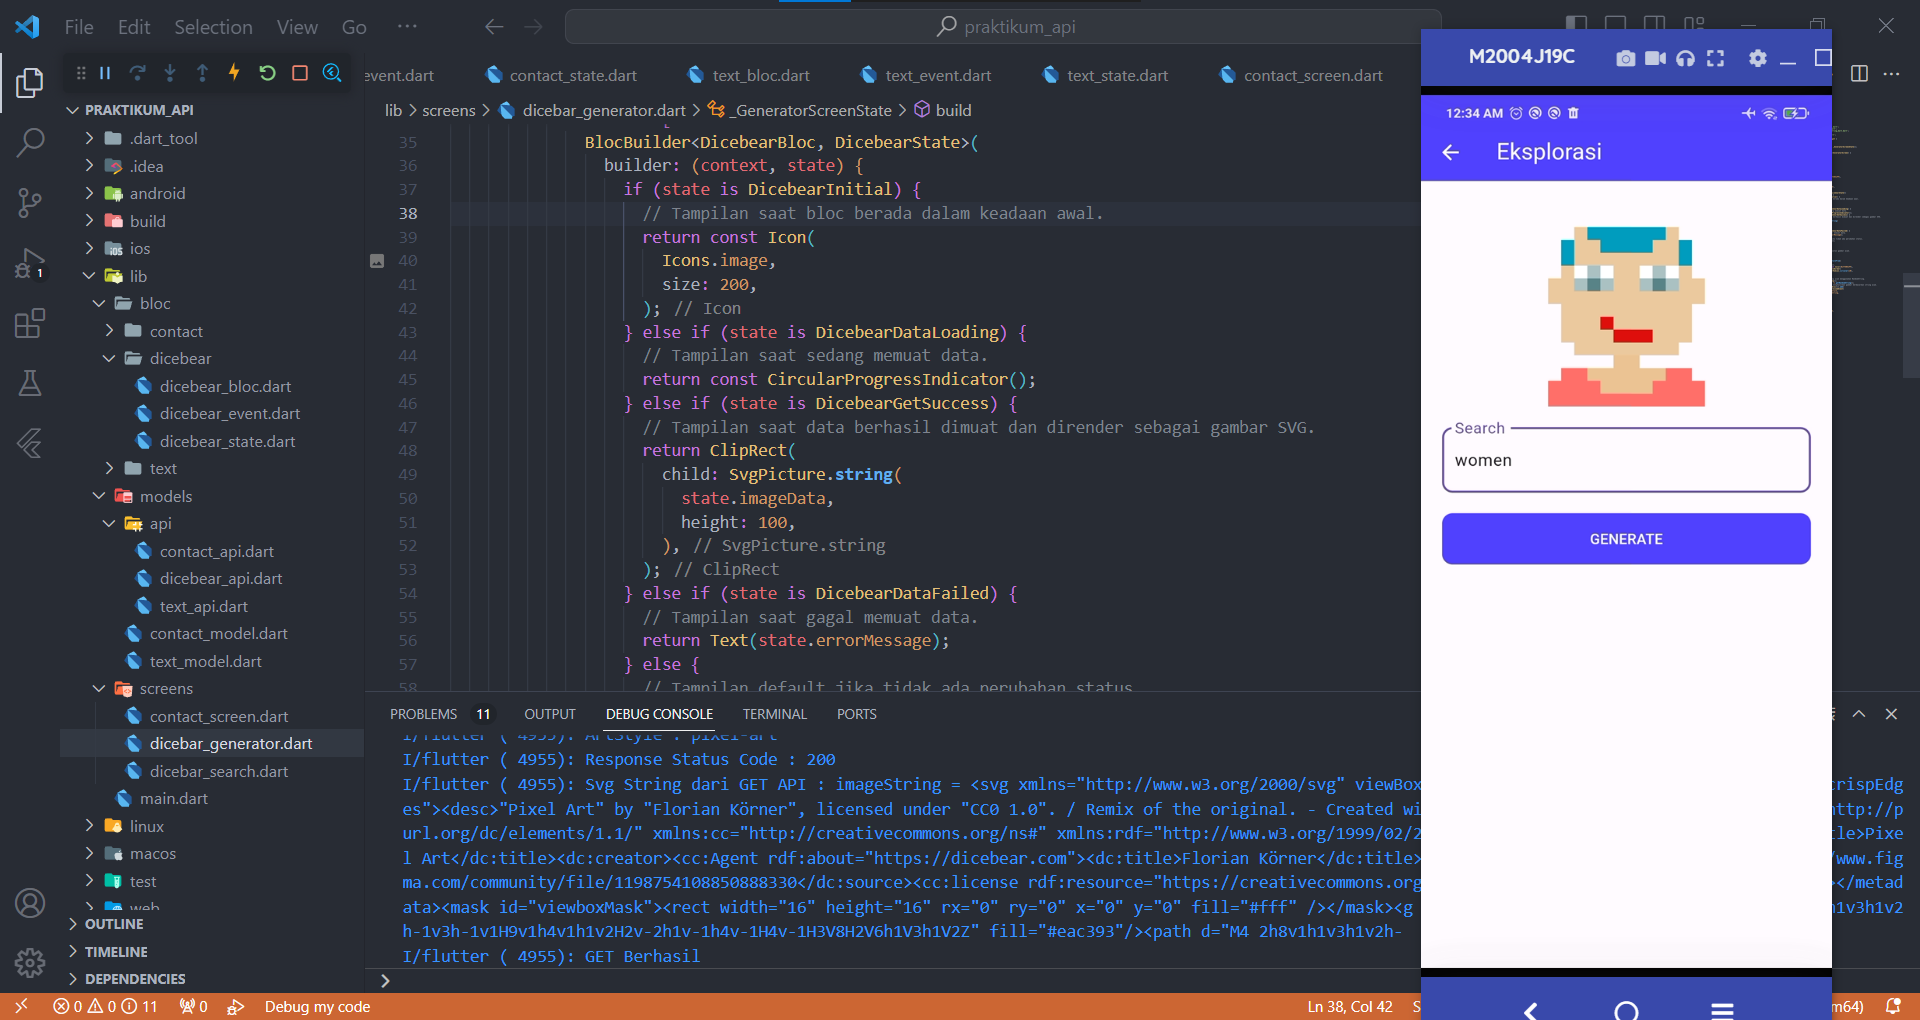 File Edit Selection View Go ···
praktikum_api
event.dart contact_state.dart text_bloc.dart text_event.dart text_state.dart contact_screen.dart
lib > screens > dicebar_generator.dart > _GeneratorScreenState > build
PRAKTIKUM_API
.dart_tool
.idea
android
build
ios
lib
bloc
contact
dicebear
dicebear_bloc.dart
dicebear_event.dart
dicebear_state.dart
text
models
api
contact_api.dart
dicebear_api.dart
text_api.dart
contact_model.dart
text_model.dart
screens
contact_screen.dart
dicebar_generator.dart
dicebar_search.dart
main.dart
linux
macos
test
web
OUTLINE
TIMELINE
DEPENDENCIES
1
35 BlocBuilder<DicebearBloc, DicebearState>(
36 builder: (context, state) {
37 if (state is DicebearInitial) {
38 // Tampilan saat bloc berada dalam keadaan awal.
39 return const Icon(
40 Icons.image,
41 size: 200,
42 ); // Icon
43 } else if (state is DicebearDataLoading) {
44 // Tampilan saat sedang memuat data.
45 return const CircularProgressIndicator();
46 } else if (state is DicebearGetSuccess) {
47 // Tampilan saat data berhasil dimuat dan dirender sebagai gambar SVG.
48 return ClipRect(
49 child: SvgPicture.string(
50 state.imageData,
51 height: 100,
52 ), // SvgPicture.string
53 ); // ClipRect
54 } else if (state is DicebearDataFailed) {
55 // Tampilan saat gagal memuat data.
56 return Text(state.errorMessage);
57 } else {
58 // Tampilan default jika tidak ada perubahan status
PROBLEMS 11 OUTPUT DEBUG CONSOLE TERMINAL PORTS
I/flutter ( 4955): ArtStyle : pixel-art
I/flutter ( 4955): Response Status Code : 200
I/flutter ( 4955): Svg String dari GET API : imageString = <svg xmlns="http://www.w3.org/2000/svg" viewBox crispEdg
es"><desc>"Pixel Art" by "Florian Körner", licensed under "CC0 1.0". / Remix of the original. - Created wi ttp://p
url.org/dc/elements/1.1/" xmlns:cc="http://creativecommons.org/ns#" xmlns:rdf="http://www.w3.org/1999/02/2 tle>Pixe
l Art</dc:title><dc:creator><cc:Agent rdf:about="https://dicebear.com"><dc:title>Florian Körner</dc:title> /www.fig
ma.com/community/file/1198754108850888330</dc:source><cc:license rdf:resource="https://creativecommons.org ></metad
ata><mask id="viewboxMask"><rect width="16" height="16" rx="0" ry="0" x="0" y="0" fill="#fff" /></mask><g h1v3h1v2
h-1v3h-1v1H9v1h4v1h1v2H2v-2h1v-1h4v-1H4v-1H3V8H2V6h1V3h1V2Z" fill="#eac393"/><path d="M4 2h8v1h1v3h1v2h-
I/flutter ( 4955): GET Berhasil
0 0 11 0 Debug my code Ln 38, Col 42 S m64)
M2004J19C
12:34 AM
Eksplorasi
Search
women
GENERATE